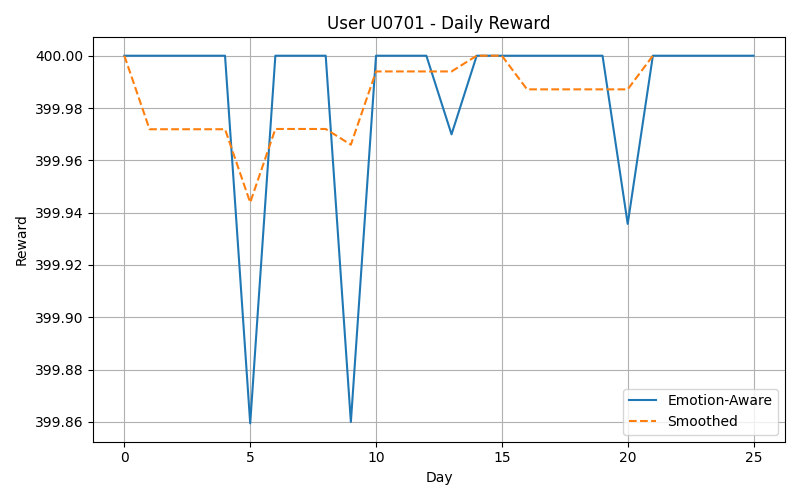 User U0701 - Daily Reward
400.00
399.98
399.96
399.94
399.92
399.90
399.88
399.86
Reward
0 5 10 15 20 25
Day
Emotion-Aware
Smoothed